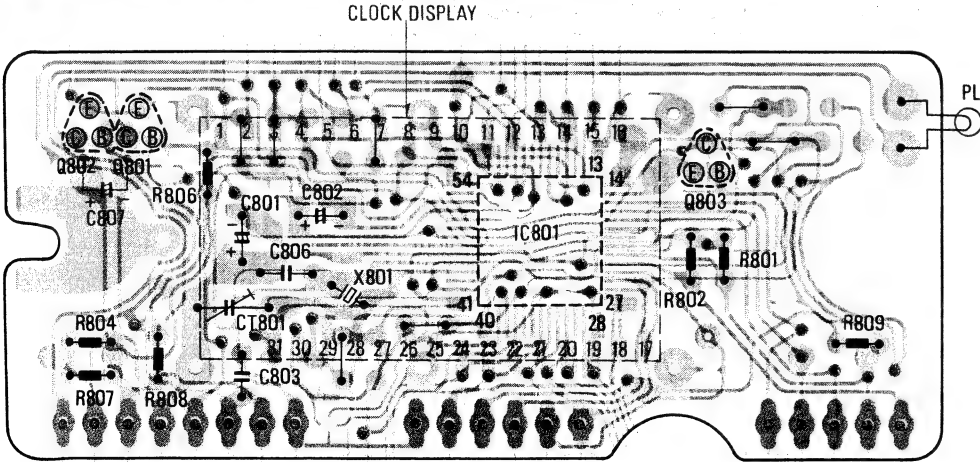 CLOCK DISPLAY
PL
E E
C B C B
Q802 Q801
C807
1 2 3 4 5 6 7 8 9 10 11 12 13 14 15 16
C
E B
Q803
R806
C801
C802
+ -
-
+
+
54 13
14
IC801
C806
X801
CT801
41
40
27
28
R802
R801
R804
R807
R808
C803
R809
31 30 29 28 27 26 25 24 23 22 21 20 19 18 17